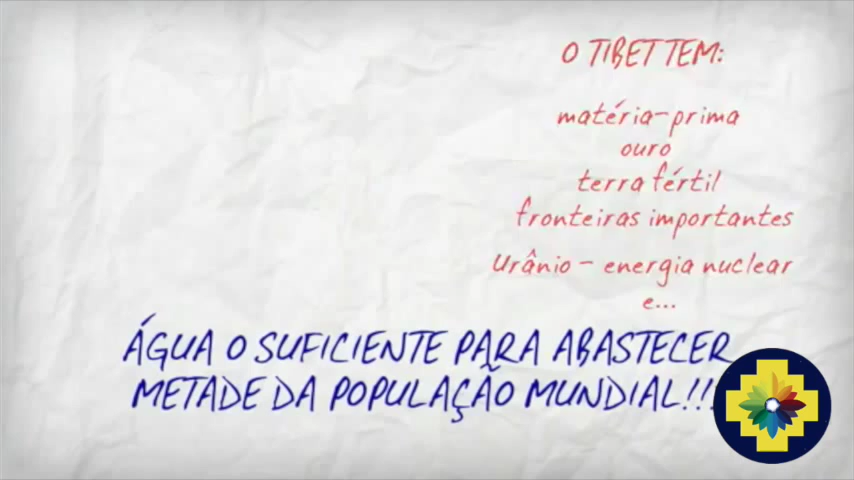 O TIBET TEM:
matéria-prima
ouro
terra fértil
fronteiras importantes
Urânio - energia nuclear
e...
ÁGUA O SUFICIENTE PARA ABASTECER
METADE DA POPULAÇÃO MUNDIAL!!!